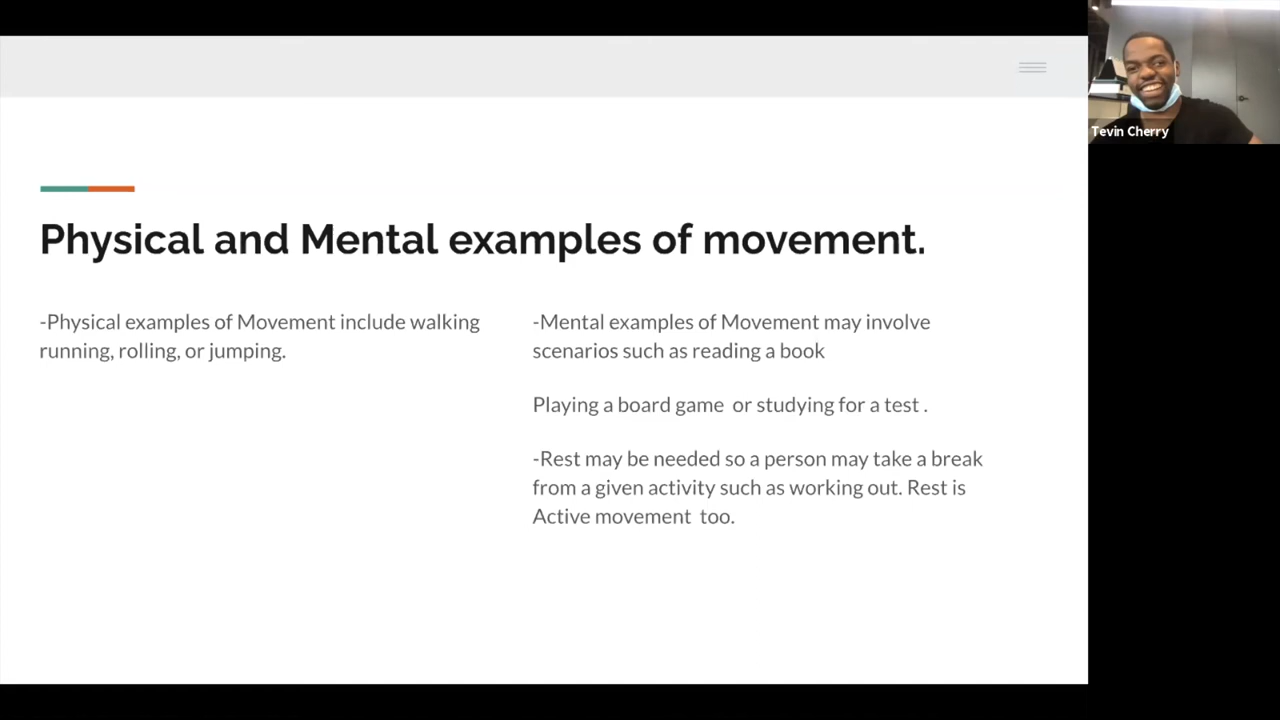 Physical and Mental examples of movement.
-Physical examples of Movement include walking
running, rolling, or jumping.
-Mental examples of Movement may involve
scenarios such as reading a book
Playing a board game  or studying for a test .
-Rest may be needed so a person may take a break
from a given activity such as working out. Rest is
Active movement  too.
Tevin Cherry